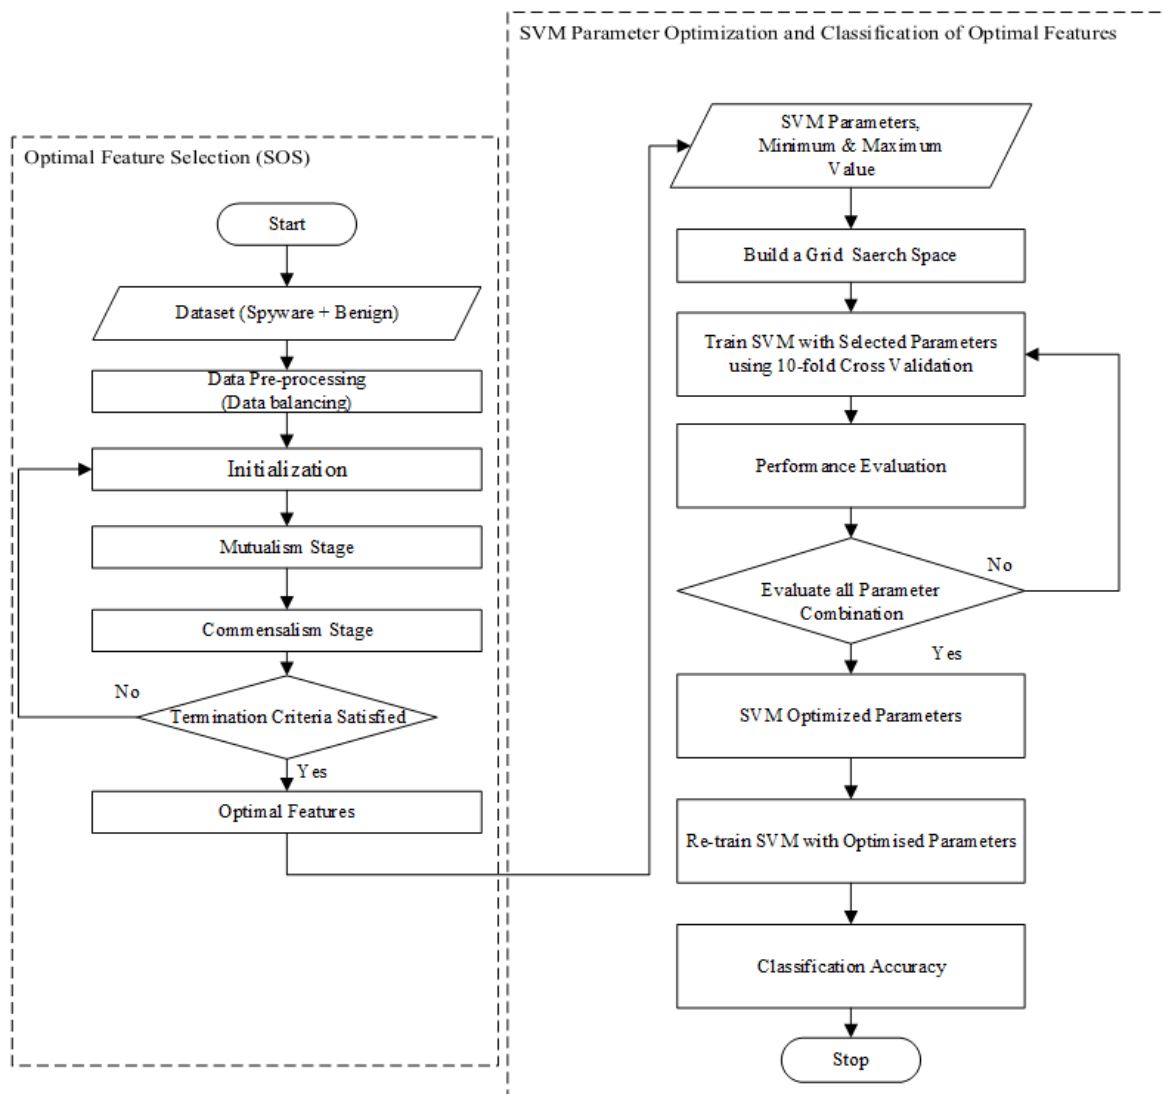 Optimal Feature Selection (SOS)
Start
Dataset (Spyware + Benign)
Data Pre-processing
(Data balancing)
Initialization
Mutualism Stage
Commensalism Stage
No
Termination Criteria Satisfied
Yes
Optimal Features
SVM Parameter Optimization and Classification of Optimal Features
SVM Parameters,
Minimum & Maximum
Value
Build a Grid Saerch Space
Train SVM with Selected Parameters
using 10-fold Cross Validation
Performance Evaluation
No
Evaluate all Parameter
Combination
Yes
SVM Optimized Parameters
Re-train SVM with Optimised Parameters
Classification Accuracy
Stop